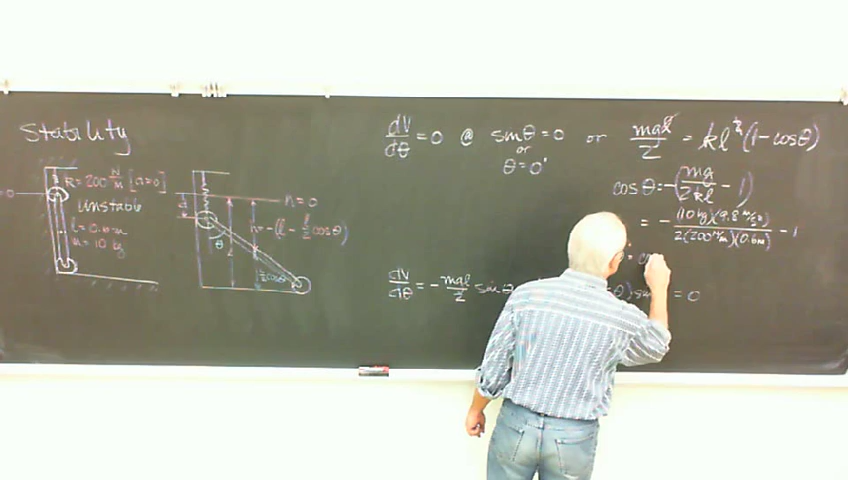 Stability
k = 200 N/m [n=0]
unstable
l = 0.6 m
m = 10 kg
n=0
d
θ
h = -(l - l/2 cosθ)
l/2 cosθ
dV/dθ = 0 @ sinθ = 0 or mgl/2 = kl²(1-cosθ)
or
θ = 0°
cosθ = -(mg/2kl - 1)
= - (10 kg)(9.8 m/s²)/2(200 N/m)(0.6m) - 1
dV/dθ = -mgl/2 sinθ
θ) sin = 0